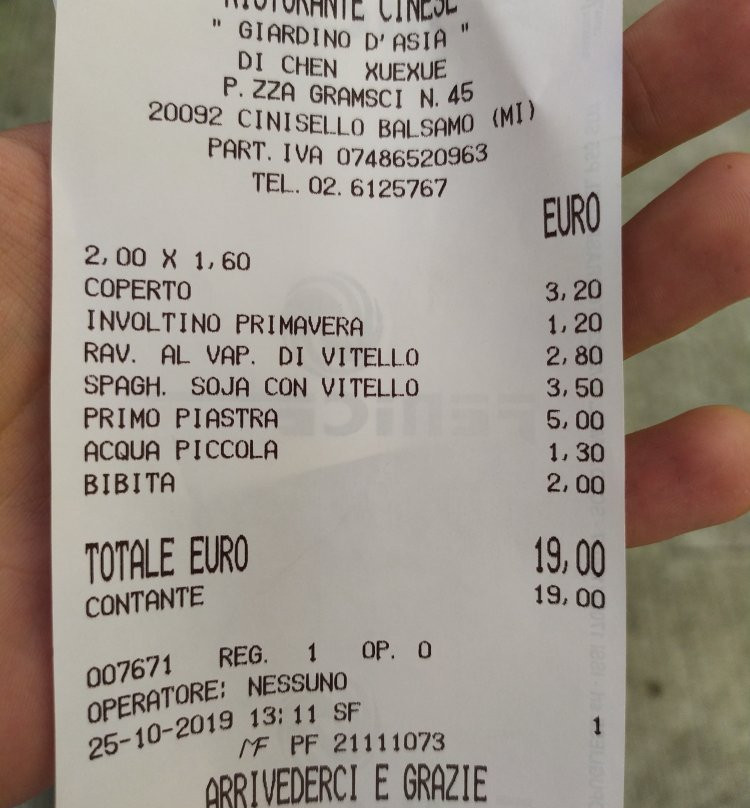 RISTORANTE CINESE
" GIARDINO D'ASIA "
DI CHEN XUEXUE
P. ZZA GRAMSCI N. 45
20092 CINISELLO BALSAMO (MI)
PART. IVA 07486520963
TEL. 02. 6125767
EURO
2,00 X 1,60
COPERTO 3,20
INVOLTINO PRIMAVERA 1,20
RAV. AL VAP. DI VITELLO 2,80
SPAGH. SOJA CON VITELLO 3,50
PRIMO PIASTRA 5,00
ACQUA PICCOLA 1,30
BIBITA 2,00
TOTALE EURO 19,00
CONTANTE 19,00
007671 REG. 1 OP. 0
OPERATORE: NESSUNO
25-10-2019 13:11 SF 1
MF PF 21111073
ARRIVEDERCI E GRAZIE